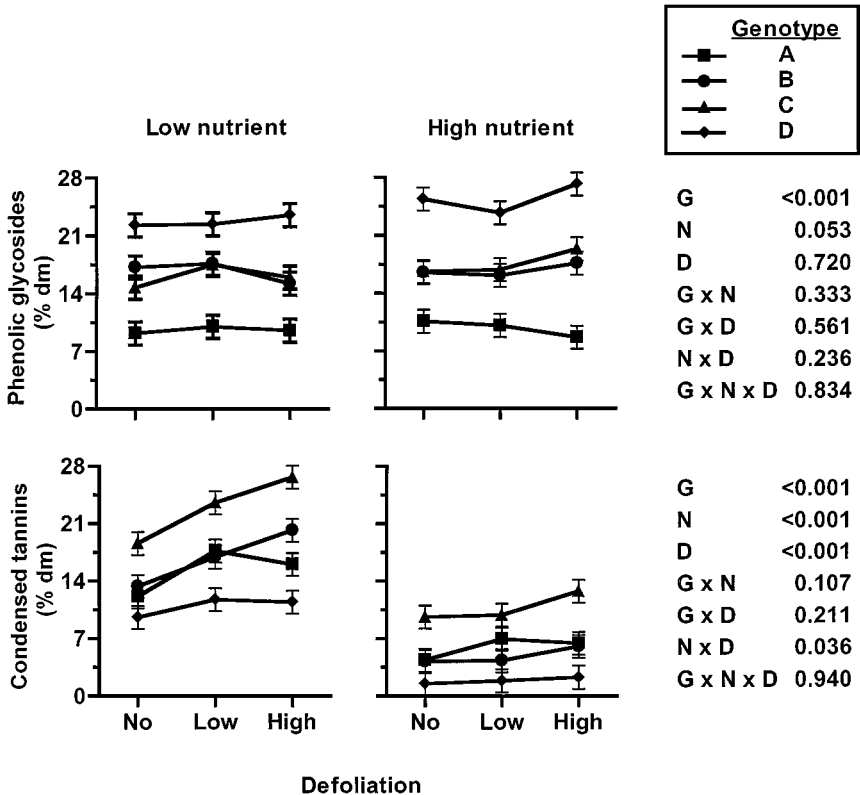 Genotype
A
B
C
D
Low nutrient
High nutrient
Phenolic glycosides
(% dm)
28
21
14
7
0
G <0.001
N 0.053
D 0.720
G x N 0.333
G x D 0.561
N x D 0.236
G x N x D 0.834
Condensed tannins
(% dm)
28
21
14
7
0
G <0.001
N <0.001
D <0.001
G x N 0.107
G x D 0.211
N x D 0.036
G x N x D 0.940
No Low High
No Low High
Defoliation